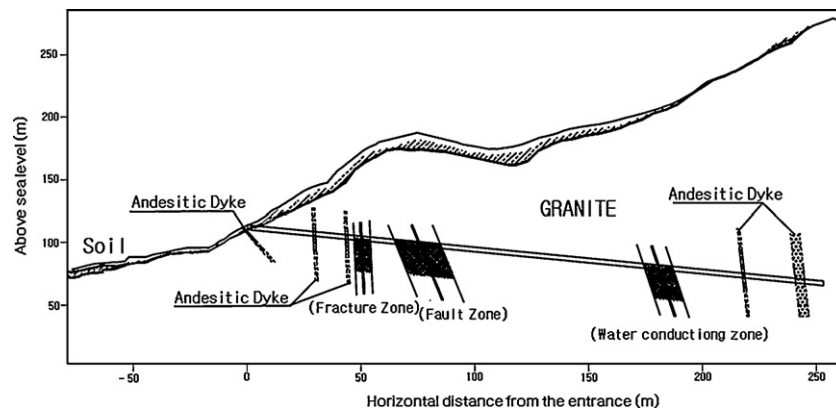 250
200
150
100
50
Above sea level (m)
Andesitic Dyke
Soil
Andesitic Dyke
GRANITE
Andesitic Dyke
(Fracture Zone)
(Fault Zone)
(Water conductiong zone)
-50
0
50
100
150
200
250
Horizontal distance from the entrance (m)